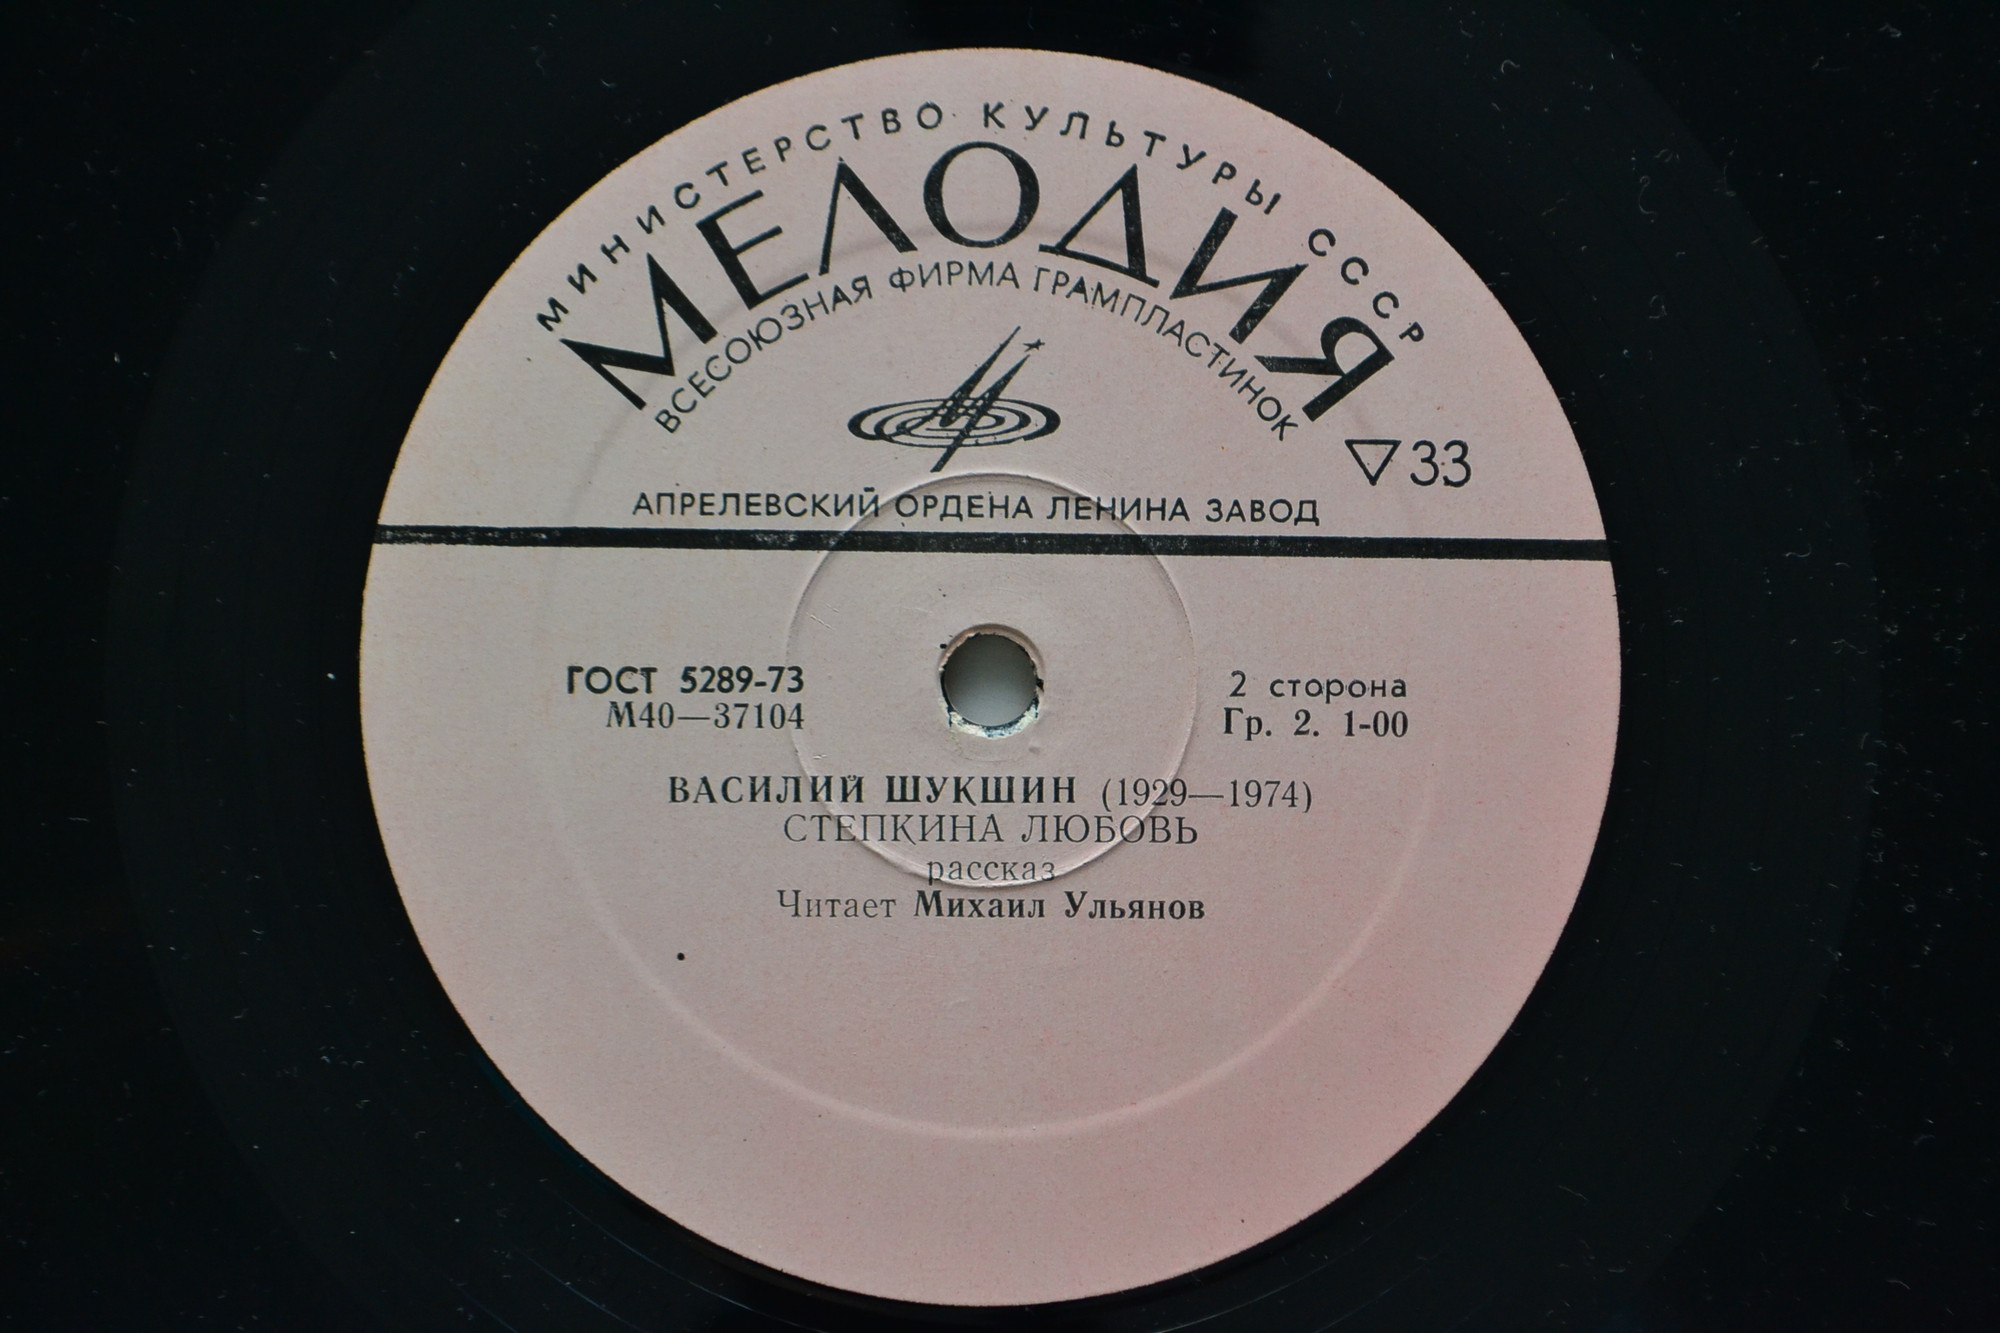 МИНИСТЕРСТВО КУЛЬТУРЫ СССР
МЕЛОДИЯ
ВСЕСОЮЗНАЯ ФИРМА ГРАМПЛАСТИНОК
33
АПРЕЛЕВСКИЙ ОРДЕНА ЛЕНИНА ЗАВОД
ГОСТ 5289-73
М40—37104
2 сторона
Гр. 2. 1-00
ВАСИЛИЙ ШУКШИН (1929—1974)
СТЕПКИНА ЛЮБОВЬ
рассказ
Читает Михаил Ульянов